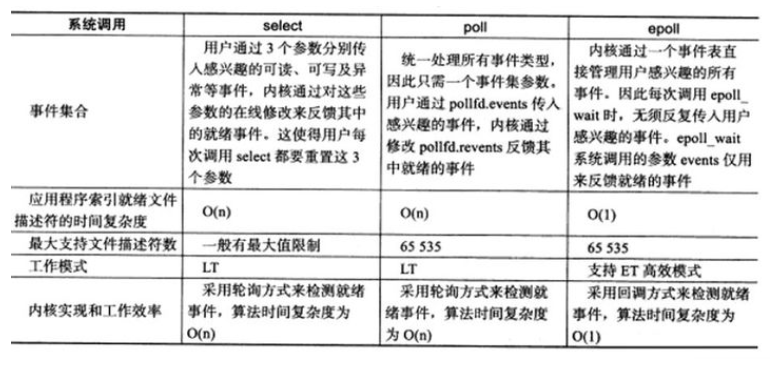 系统调用 select poll epoll
事件集合
用户通过 3 个参数分别传
入感兴趣的可读、可写及异
常等事件，内核通过对这些
参数的在线修改来反馈其中
的就绪事件。这使得用户每
次调用 select 都要重置这 3
个参数
统一处理所有事件类型，
因此只需一个事件集参数。
用户通过 pollfd.events 传入
感兴趣的事件，内核通过
修改 pollfd.revents 反馈其
中就绪的事件
内核通过一个事件表直
接管理用户感兴趣的所有
事件。因此每次调用 epoll_
wait 时，无须反复传入用户
感兴趣的事件。epoll_wait
系统调用的参数 events 仅用
来反馈就绪的事件
应用程序索引就绪文件
描述符的时间复杂度
O(n) O(n) O(1)
最大支持文件描述符数 一般有最大值限制 65 535 65 535
工作模式 LT LT 支持 ET 高效模式
内核实现和工作效率
采用轮询方式来检测就绪
事件，算法时间复杂度为
O(n)
采用轮询方式来检测就
绪事件，算法时间复杂度
为 O(n)
采用回调方式来检测就绪
事件，算法时间复杂度为
O(1)